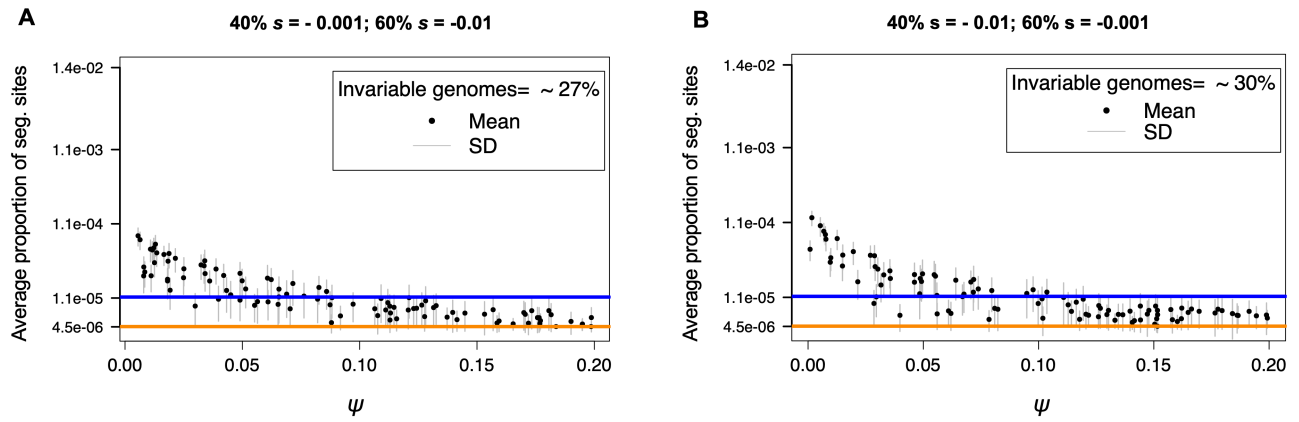 A
40% s = - 0.001; 60% s = -0.01
Average proportion of seg. sites
1.4e-02
1.1e-03
1.1e-04
1.1e-05
4.5e-06
Invariable genomes= ~ 27%
Mean
SD
0.00 0.05 0.10 0.15 0.20
ψ
B
40% s = - 0.01; 60% s = -0.001
Average proportion of seg. sites
1.4e-02
1.1e-03
1.1e-04
1.1e-05
4.5e-06
Invariable genomes= ~ 30%
Mean
SD
0.00 0.05 0.10 0.15 0.20
ψ